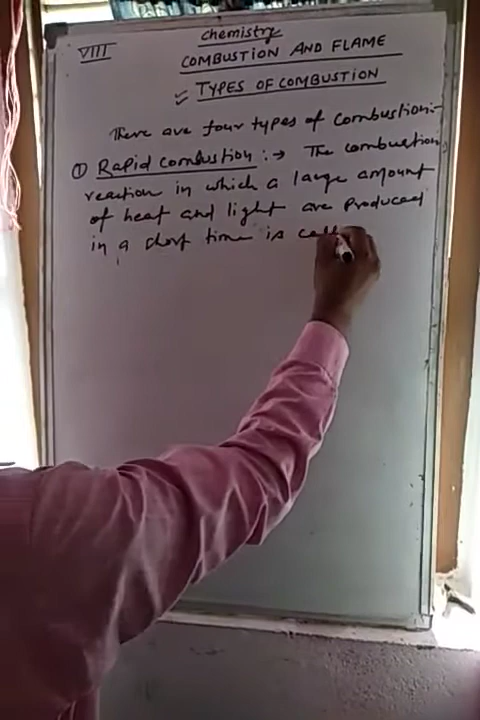 VIII
Chemistry
COMBUSTION AND FLAME
TYPES OF COMBUSTION
There are four types of Combustion:-
① Rapid combustion :→ The combustion
reaction in which a large amount
of heat and light are produced
in a short time is call